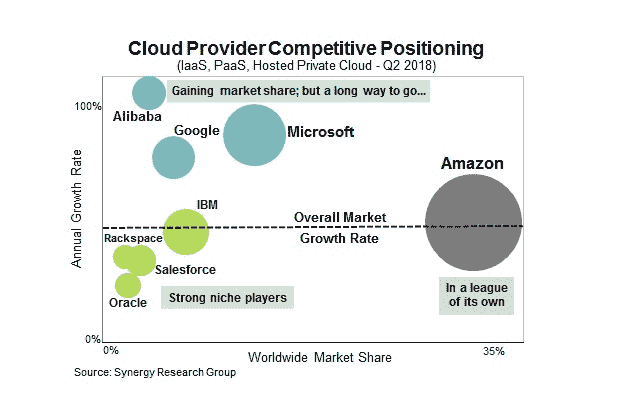 Cloud Provider Competitive Positioning
(IaaS, PaaS, Hosted Private Cloud - Q2 2018)
Gaining market share; but a long way to go...
100%
Alibaba
Google
Microsoft
Amazon
IBM
Overall Market
Growth Rate
Annual Growth Rate
Rackspace
Salesforce
Oracle
Strong niche players
In a league
of its own
0%
0%
35%
Worldwide Market Share
Source: Synergy Research Group